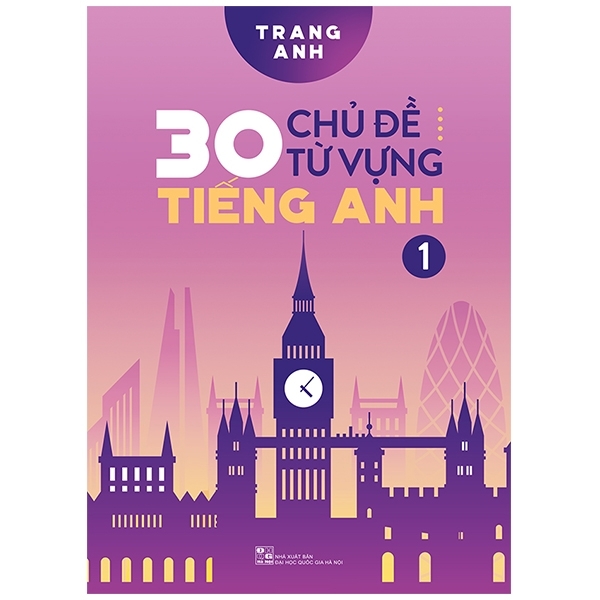 TRANG
ANH
30 CHỦ ĐỀ
TỪ VỰNG
TIẾNG ANH
1
NHÀ XUẤT BẢN
ĐẠI HỌC QUỐC GIA HÀ NỘI